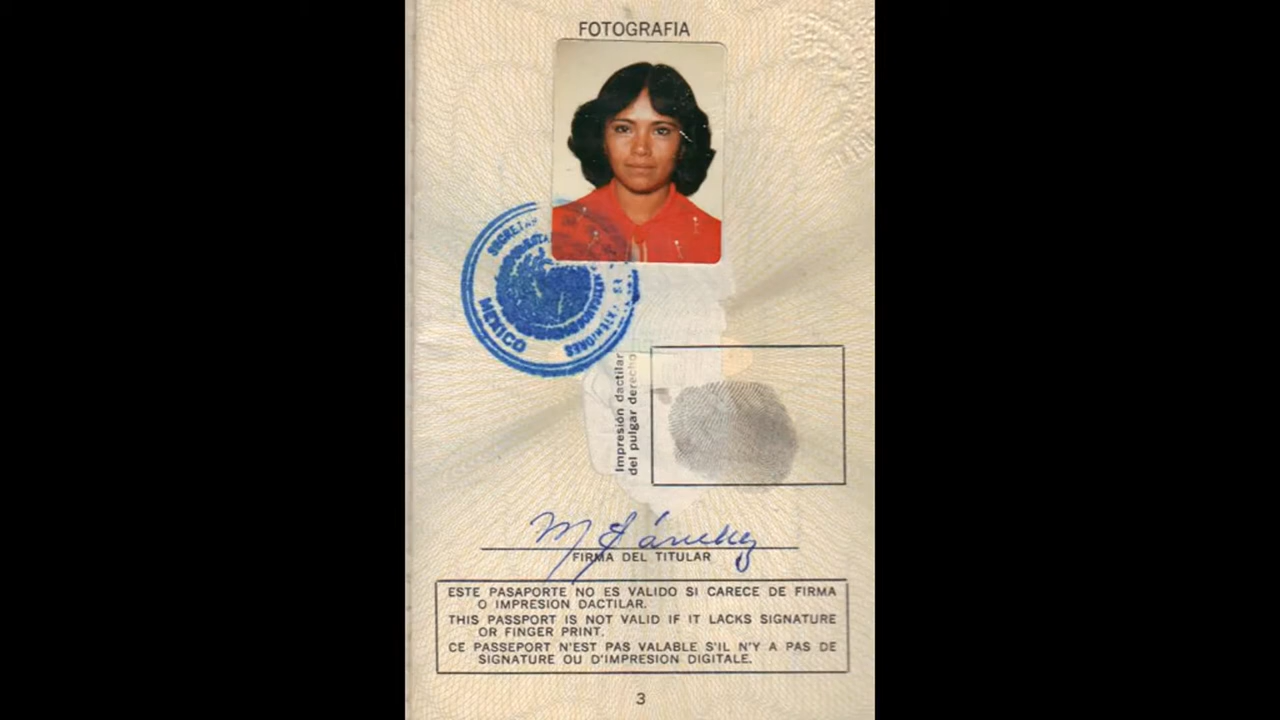 FOTOGRAFIA
SECRETAR
MEXICO
Impresión dactilar
del pulgar derecho
M Sánchez
FIRMA DEL TITULAR
ESTE PASAPORTE NO ES VALIDO SI CARECE DE FIRMA
O IMPRESION DACTILAR.
THIS PASSPORT IS NOT VALID IF IT LACKS SIGNATURE
OR FINGER PRINT.
CE PASSEPORT N'EST PAS VALABLE S'IL N'Y A PAS DE
SIGNATURE OU D'IMPRESION DIGITALE.
3